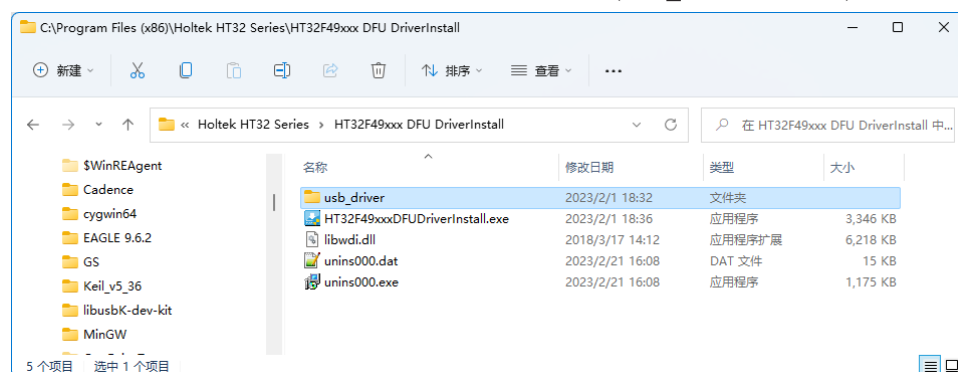 C:\Program Files (x86)\Holtek HT32 Series\HT32F49xxx DFU DriverInstall
新建 排序 查看 ...
« Holtek HT32 Series › HT32F49xxx DFU DriverInstall 在 HT32F49xxx DFU DriverInstall 中...
$WinREAgent
Cadence
cygwin64
EAGLE 9.6.2
GS
Keil_v5_36
libusbK-dev-kit
MinGW
名称 修改日期 类型 大小
usb_driver 2023/2/1 18:32 文件夹
HT32F49xxxDFUDriverInstall.exe 2023/2/1 18:36 应用程序 3,346 KB
libwdi.dll 2018/3/17 14:12 应用程序扩展 6,218 KB
unins000.dat 2023/2/21 16:08 DAT 文件 15 KB
unins000.exe 2023/2/21 16:08 应用程序 1,175 KB
5 个项目 选中 1 个项目